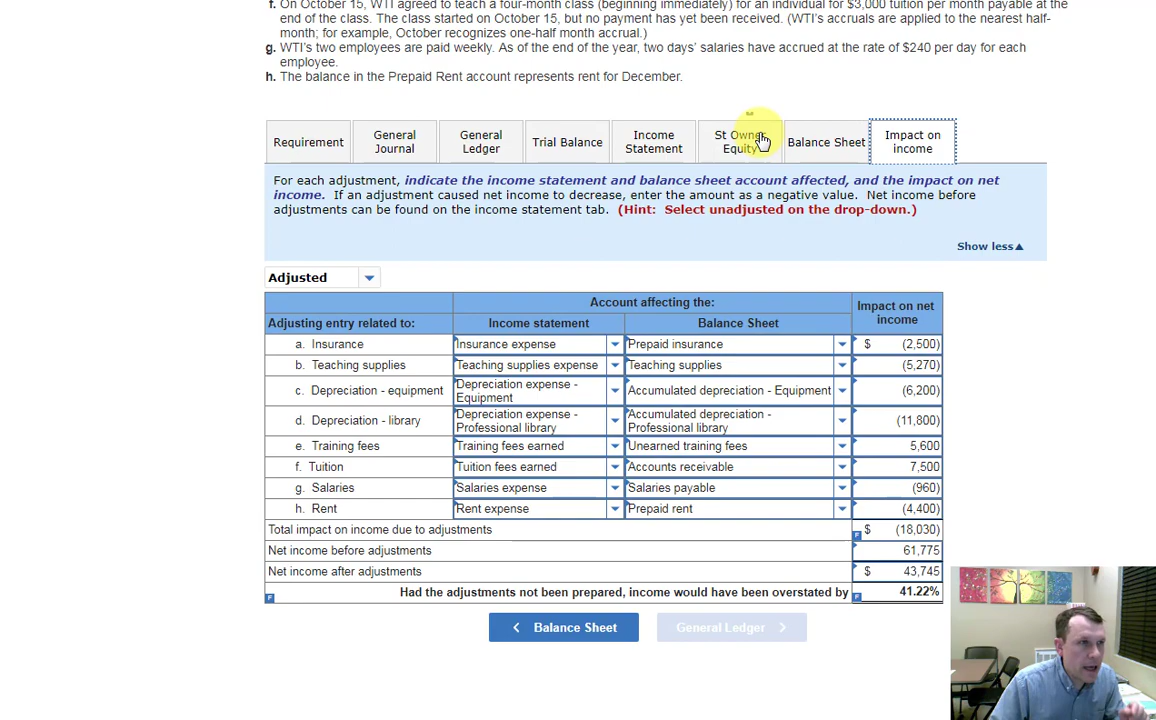 f. On October 15, WTI agreed to teach a four-month class (beginning immediately) for an individual for $3,000 tuition per month payable at the
end of the class. The class started on October 15, but no payment has yet been received. (WTI's accruals are applied to the nearest half-
month; for example, October recognizes one-half month accrual.)
g. WTI's two employees are paid weekly. As of the end of the year, two days' salaries have accrued at the rate of $240 per day for each
employee.
h. The balance in the Prepaid Rent account represents rent for December.
Requirement
General Journal
General Ledger
Trial Balance
Income Statement
St Owner Equity
Balance Sheet
Impact on income
For each adjustment, indicate the income statement and balance sheet account affected, and the impact on net
income. If an adjustment caused net income to decrease, enter the amount as a negative value. Net income before
adjustments can be found on the income statement tab. (Hint: Select unadjusted on the drop-down.)
Show less
Adjusted
Account affecting the:
Impact on net income
Adjusting entry related to: Income statement Balance Sheet
a. Insurance Insurance expense Prepaid insurance $ (2,500)
b. Teaching supplies Teaching supplies expense Teaching supplies (5,270)
c. Depreciation - equipment Depreciation expense - Equipment Accumulated depreciation - Equipment (6,200)
d. Depreciation - library Depreciation expense - Professional library Accumulated depreciation - Professional library (11,800)
e. Training fees Training fees earned Unearned training fees 5,600
f. Tuition Tuition fees earned Accounts receivable 7,500
g. Salaries Salaries expense Salaries payable (960)
h. Rent Rent expense Prepaid rent (4,400)
Total impact on income due to adjustments $ (18,030)
Net income before adjustments 61,775
Net income after adjustments $ 43,745
Had the adjustments not been prepared, income would have been overstated by 41.22%
Balance Sheet
General Ledger